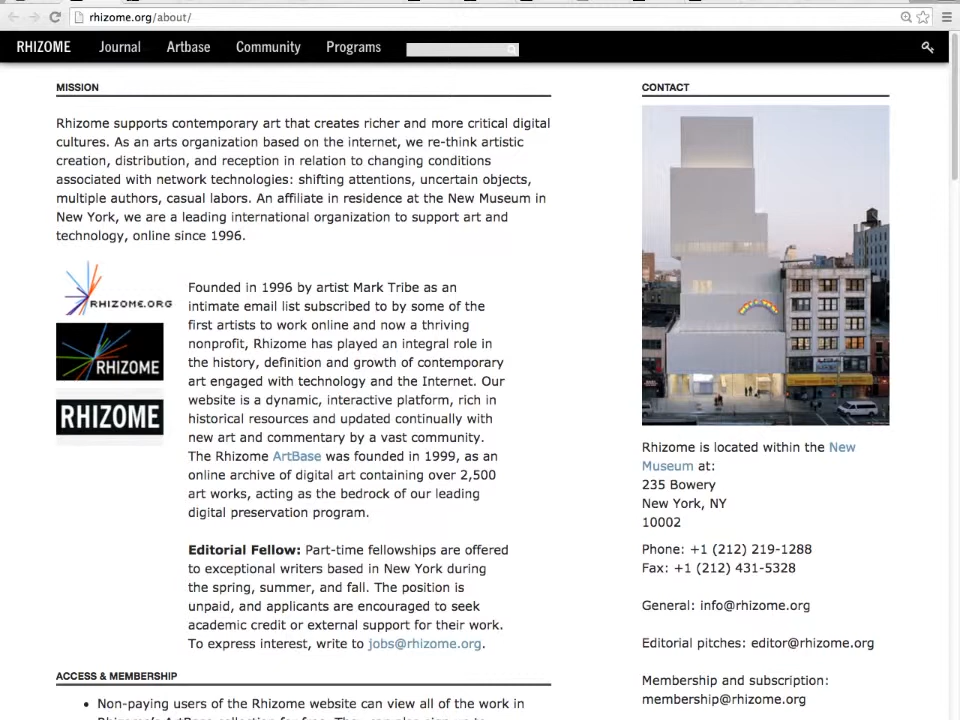 rhizome.org/about/
RHIZOME Journal Artbase Community Programs
MISSION
Rhizome supports contemporary art that creates richer and more critical digital
cultures. As an arts organization based on the internet, we re-think artistic
creation, distribution, and reception in relation to changing conditions
associated with network technologies: shifting attentions, uncertain objects,
multiple authors, casual labors. An affiliate in residence at the New Museum in
New York, we are a leading international organization to support art and
technology, online since 1996.
RHIZOME.ORG
RHIZOME
RHIZOME
Founded in 1996 by artist Mark Tribe as an
intimate email list subscribed to by some of the
first artists to work online and now a thriving
nonprofit, Rhizome has played an integral role in
the history, definition and growth of contemporary
art engaged with technology and the Internet. Our
website is a dynamic, interactive platform, rich in
historical resources and updated continually with
new art and commentary by a vast community.
The Rhizome ArtBase was founded in 1999, as an
online archive of digital art containing over 2,500
art works, acting as the bedrock of our leading
digital preservation program.
Editorial Fellow: Part-time fellowships are offered
to exceptional writers based in New York during
the spring, summer, and fall. The position is
unpaid, and applicants are encouraged to seek
academic credit or external support for their work.
To express interest, write to jobs@rhizome.org.
ACCESS & MEMBERSHIP
• Non-paying users of the Rhizome website can view all of the work in
CONTACT
Rhizome is located within the New
Museum at:
235 Bowery
New York, NY
10002
Phone: +1 (212) 219-1288
Fax: +1 (212) 431-5328
General: info@rhizome.org
Editorial pitches: editor@rhizome.org
Membership and subscription:
membership@rhizome.org